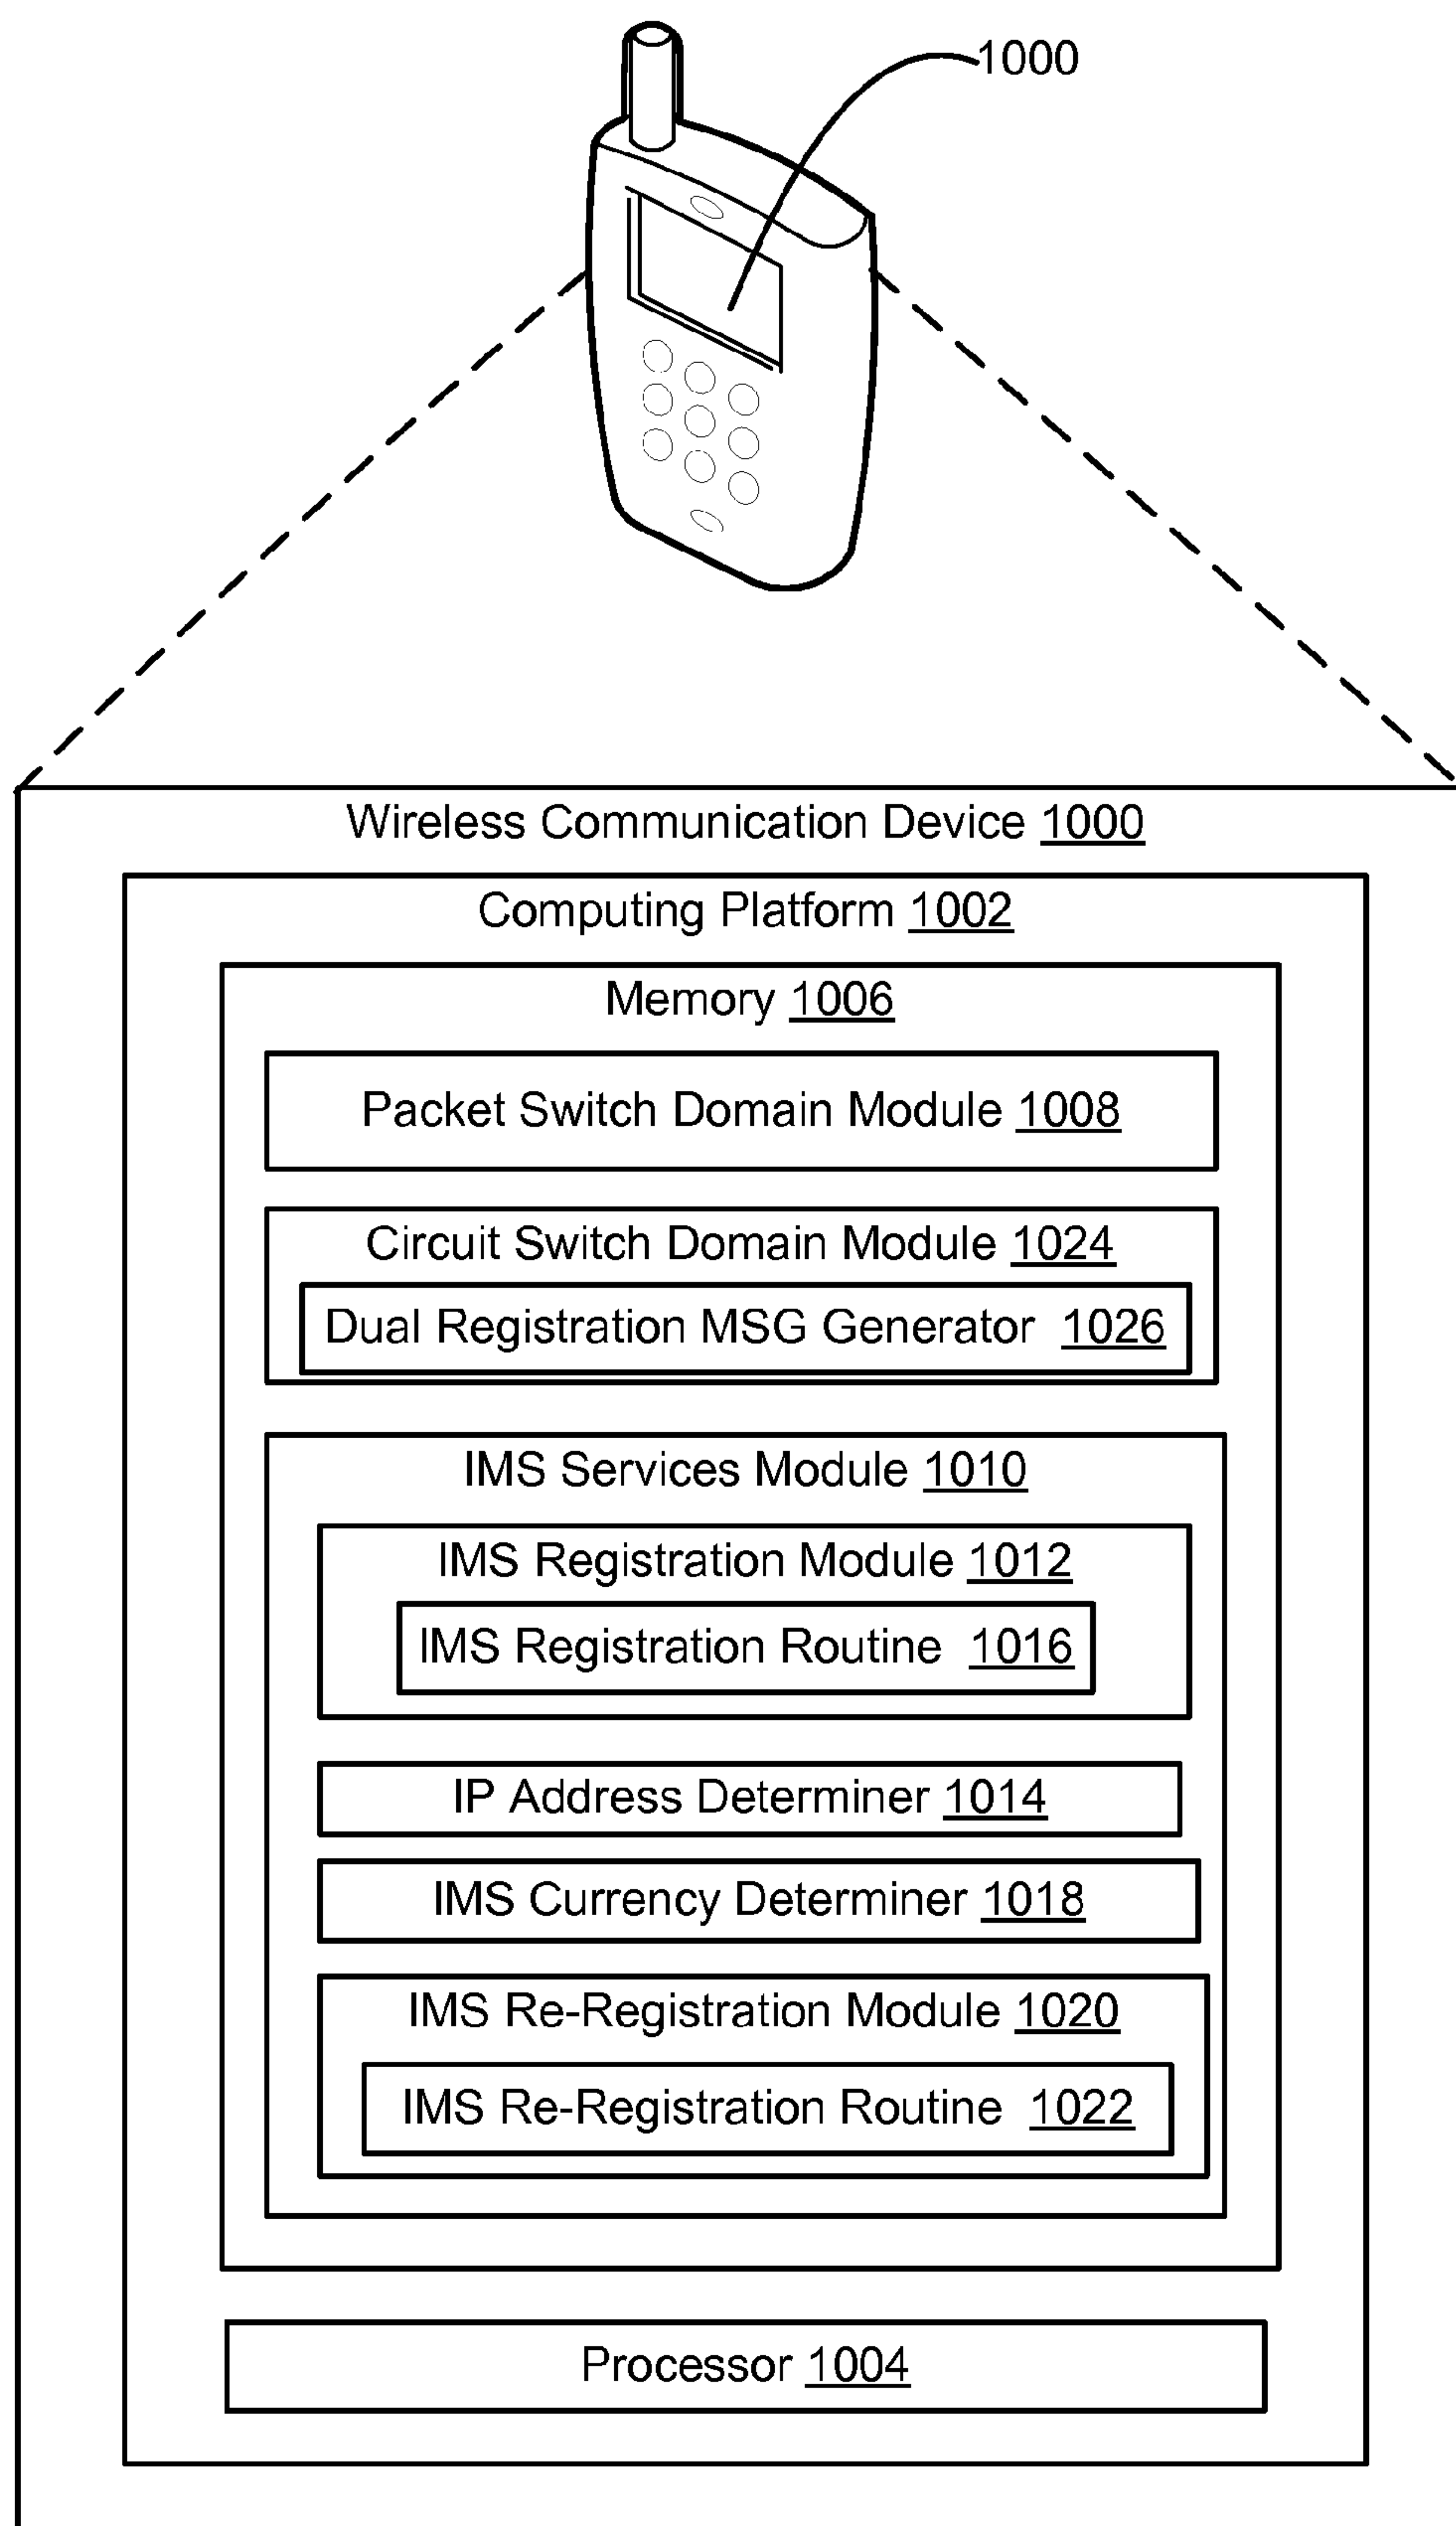 1000
Wireless Communication Device 1000
Computing Platform 1002
Memory 1006
Packet Switch Domain Module 1008
Circuit Switch Domain Module 1024
Dual Registration MSG Generator 1026
IMS Services Module 1010
IMS Registration Module 1012
IMS Registration Routine 1016
IP Address Determiner 1014
IMS Currency Determiner 1018
IMS Re-Registration Module 1020
IMS Re-Registration Routine 1022
Processor 1004